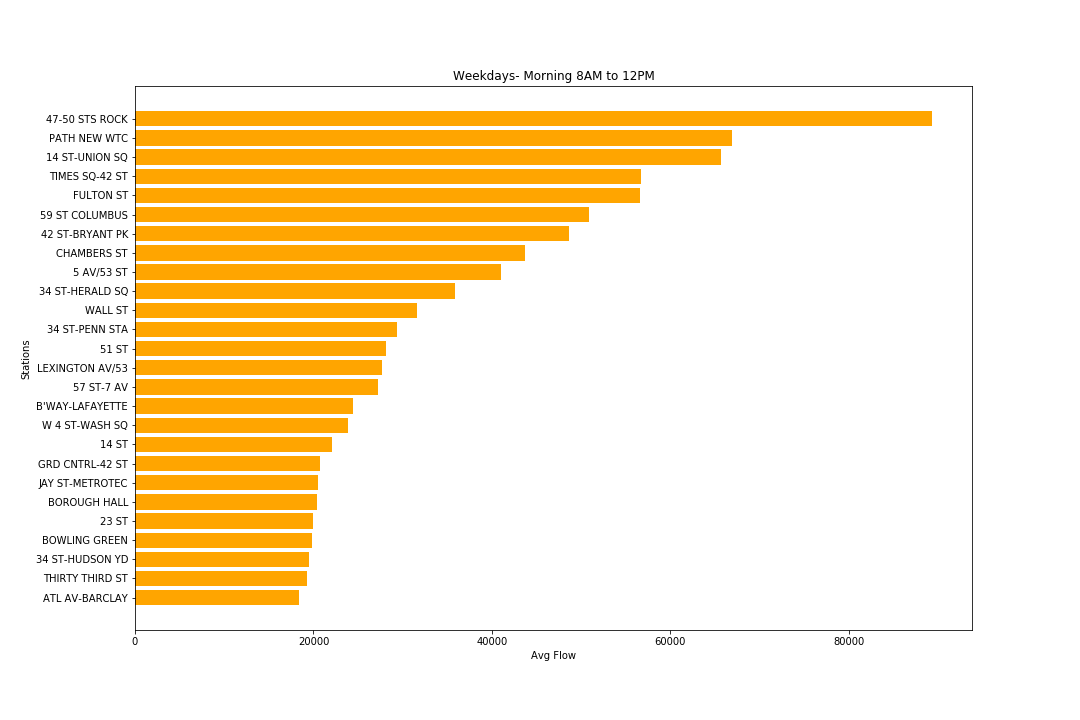 Weekdays- Morning 8AM to 12PM
47-50 STS ROCK
PATH NEW WTC
14 ST-UNION SQ
TIMES SQ-42 ST
FULTON ST
59 ST COLUMBUS
42 ST-BRYANT PK
CHAMBERS ST
5 AV/53 ST
34 ST-HERALD SQ
WALL ST
34 ST-PENN STA
51 ST
LEXINGTON AV/53
57 ST-7 AV
B'WAY-LAFAYETTE
W 4 ST-WASH SQ
14 ST
GRD CNTRL-42 ST
JAY ST-METROTEC
BOROUGH HALL
23 ST
BOWLING GREEN
34 ST-HUDSON YD
THIRTY THIRD ST
ATL AV-BARCLAY
Stations
0 20000 40000 60000 80000
Avg Flow